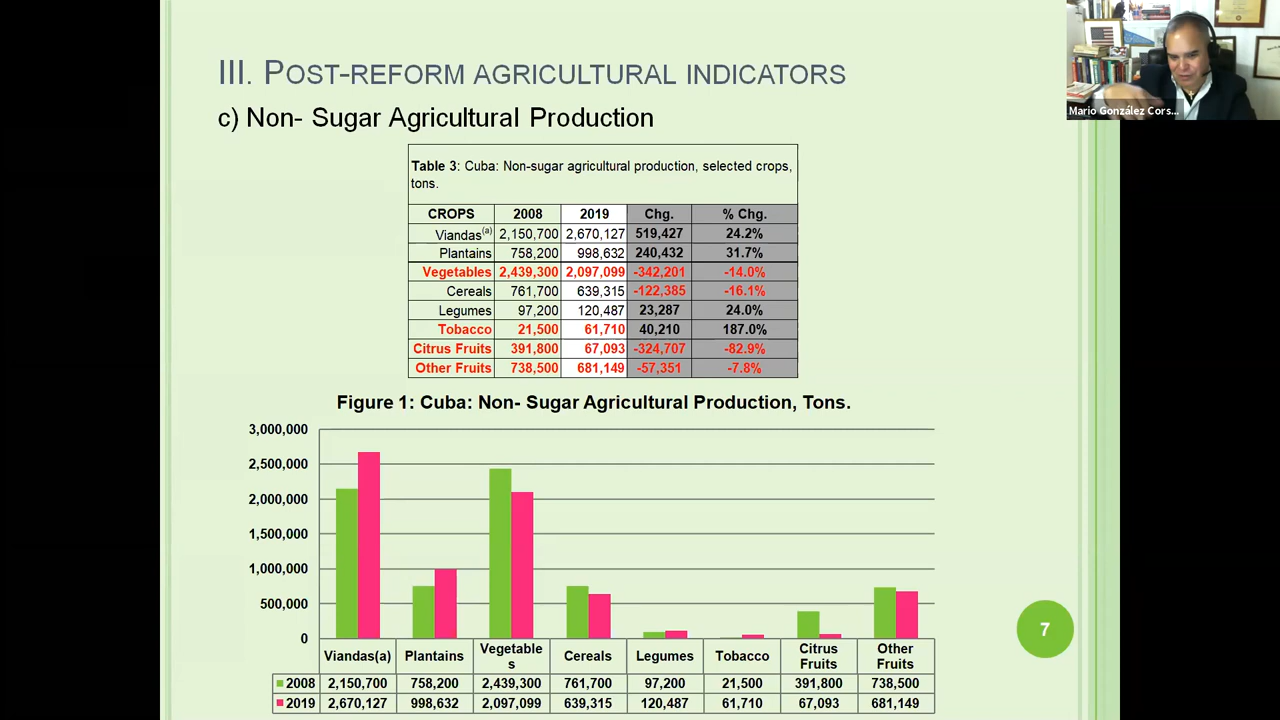 III. POST-REFORM AGRICULTURAL INDICATORS
c) Non- Sugar Agricultural Production
Mario González Cors...
Table 3: Cuba: Non-sugar agricultural production, selected crops,
tons.
CROPS 2008 2019 Chg. % Chg.
Viandas(a) 2,150,700 2,670,127 519,427 24.2%
Plantains 758,200 998,632 240,432 31.7%
Vegetables 2,439,300 2,097,099 -342,201 -14.0%
Cereals 761,700 639,315 -122,385 -16.1%
Legumes 97,200 120,487 23,287 24.0%
Tobacco 21,500 61,710 40,210 187.0%
Citrus Fruits 391,800 67,093 -324,707 -82.9%
Other Fruits 738,500 681,149 -57,351 -7.8%
Figure 1: Cuba: Non- Sugar Agricultural Production, Tons.
3,000,000
2,500,000
2,000,000
1,500,000
1,000,000
500,000
0
Viandas(a) Plantains Vegetable
s Cereals Legumes Tobacco Citrus
Fruits Other
Fruits
2008 2,150,700 758,200 2,439,300 761,700 97,200 21,500 391,800 738,500
2019 2,670,127 998,632 2,097,099 639,315 120,487 61,710 67,093 681,149
7